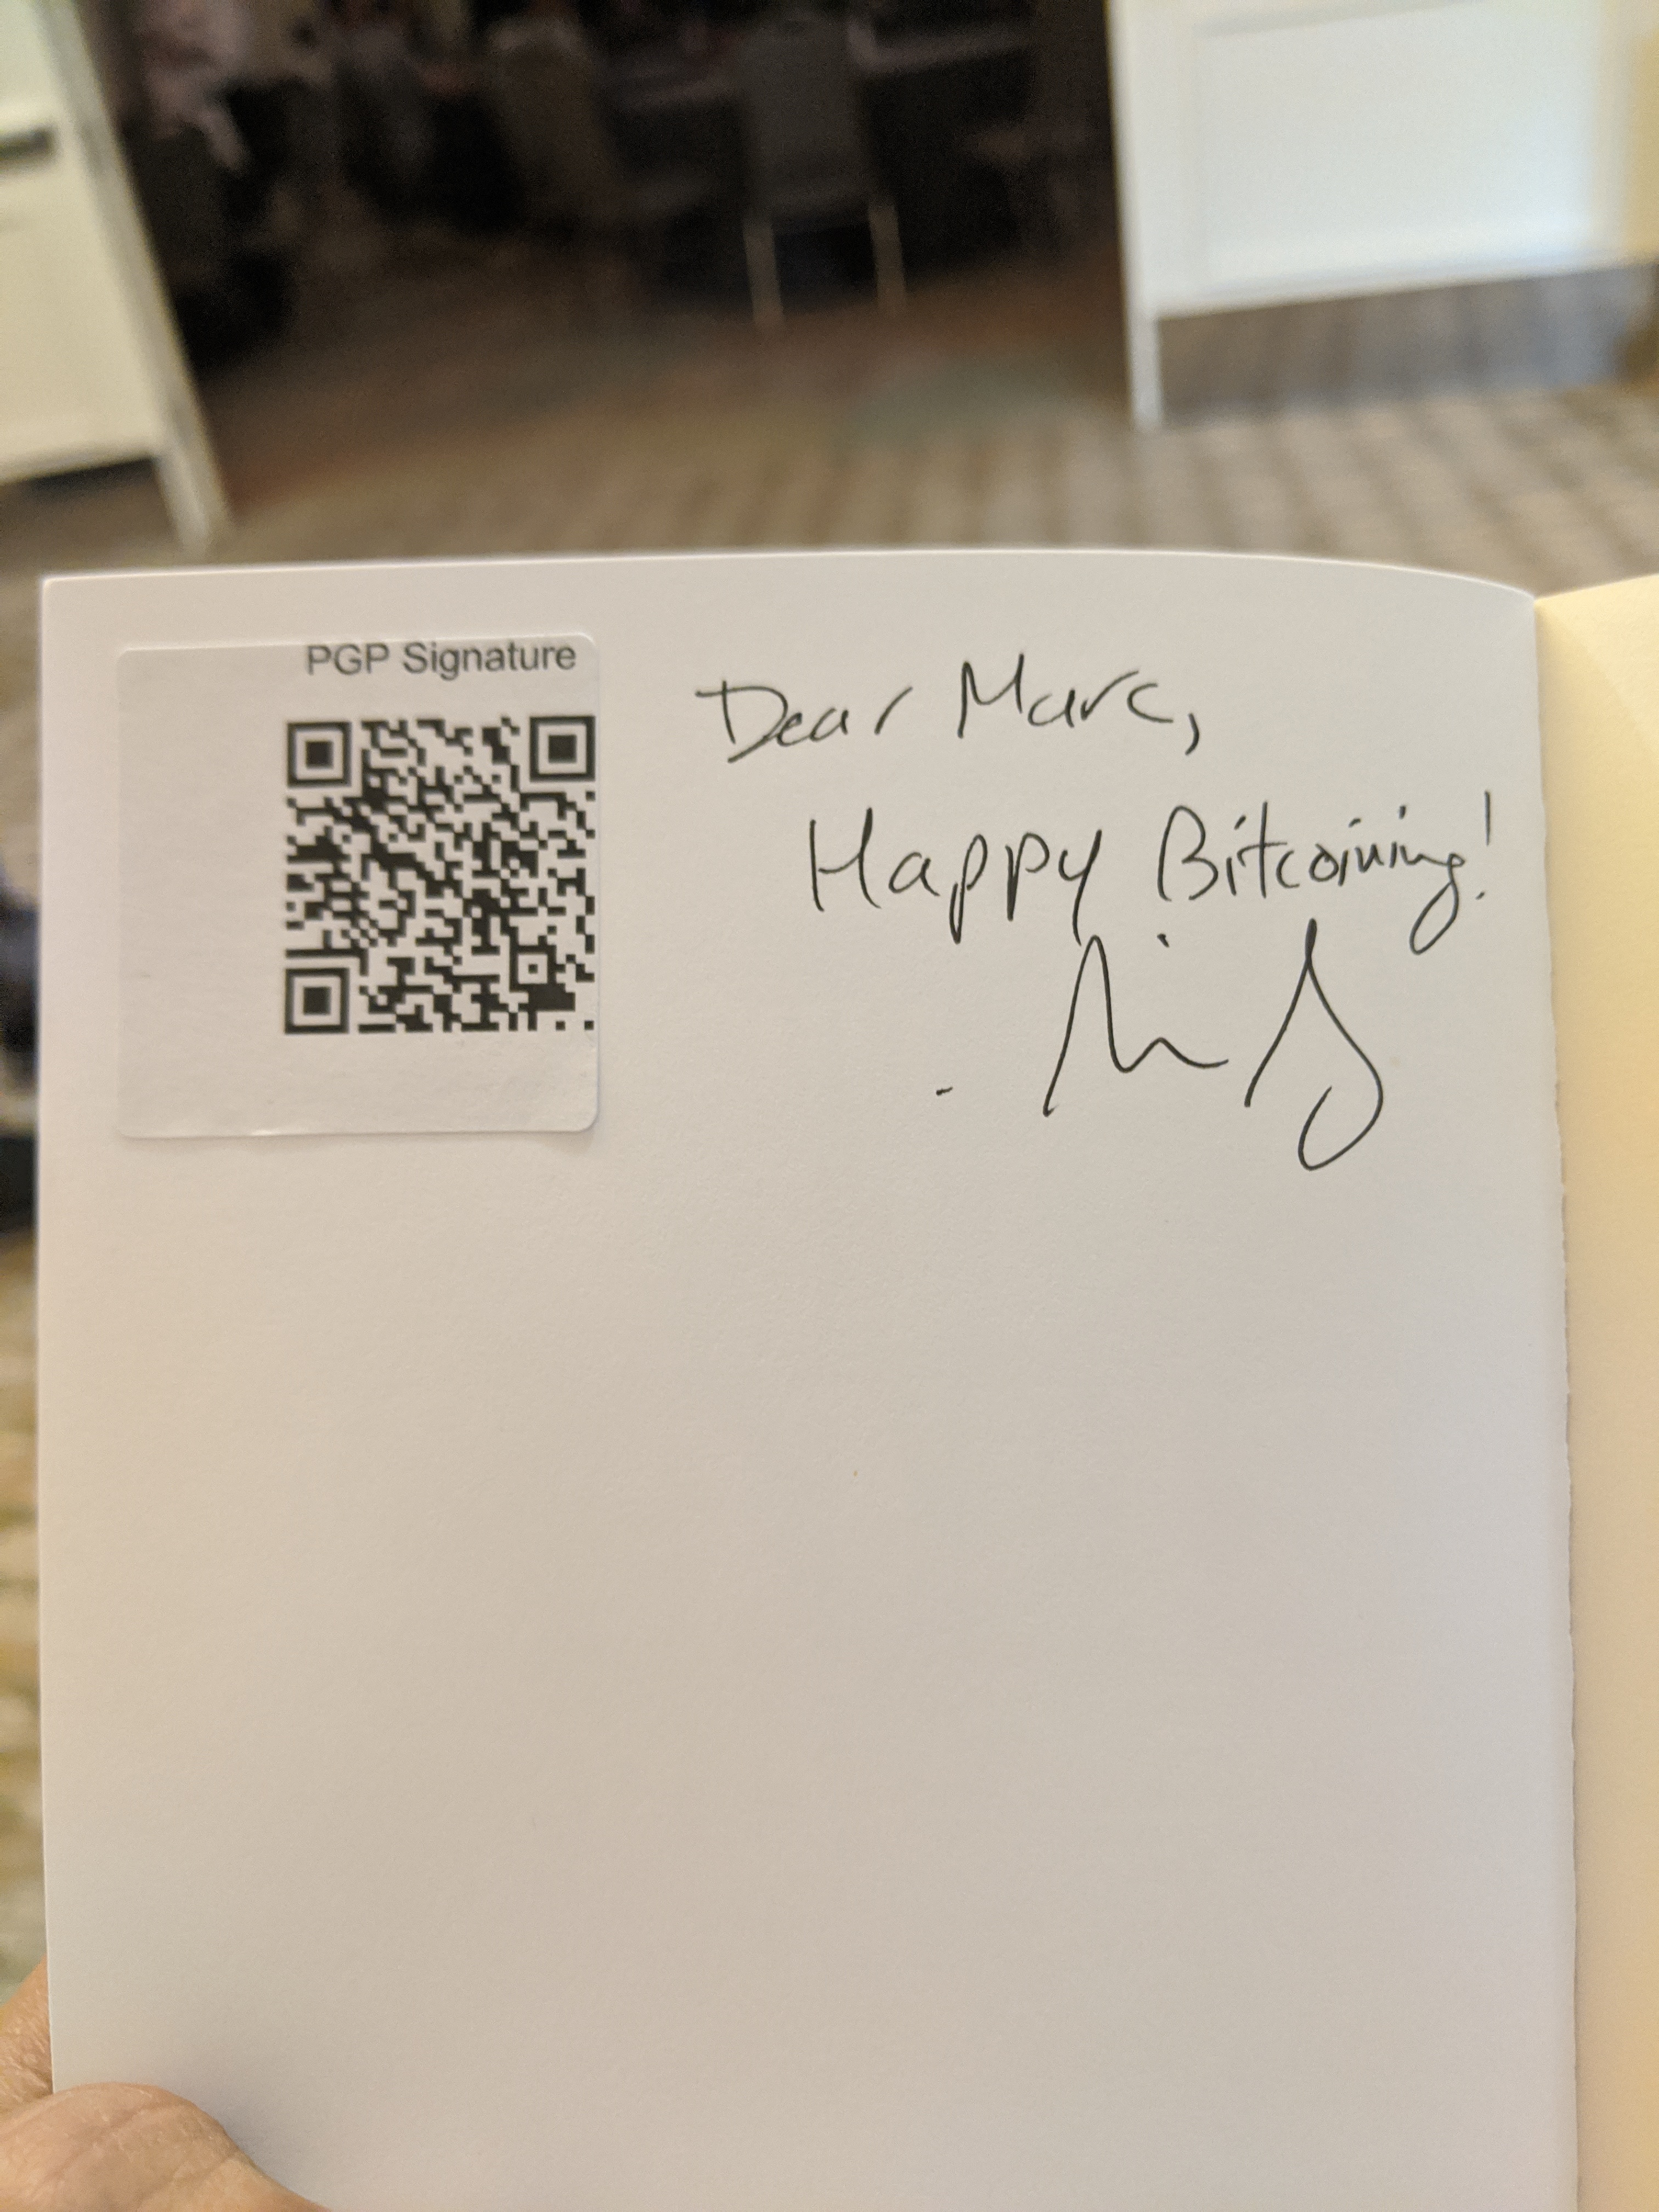 PGP Signature
Dear Marc,
Happy Bitcoining!